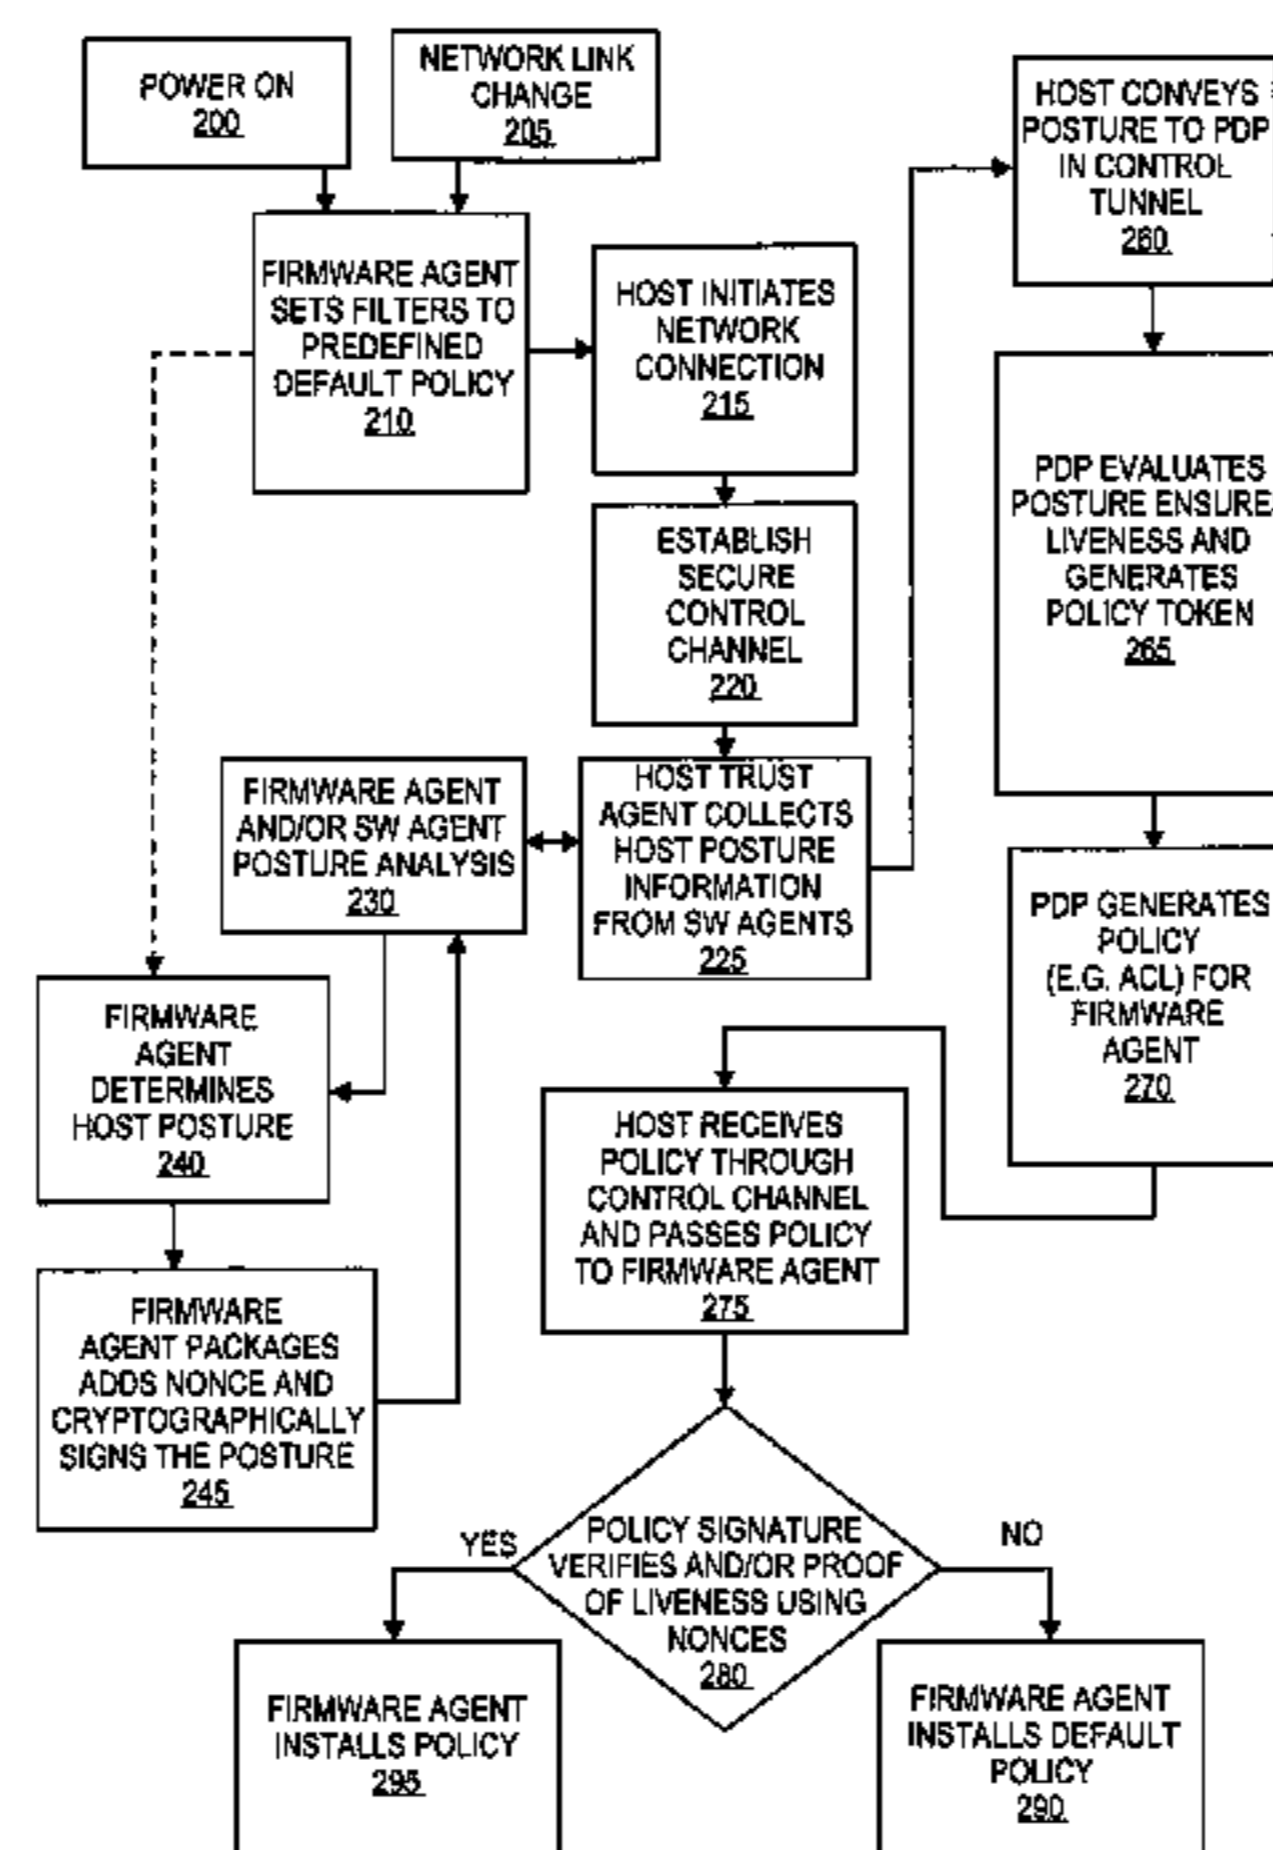 POWER ON
200
NETWORK LINK
CHANGE
205
FIRMWARE AGENT
SETS FILTERS TO
PREDEFINED
DEFAULT POLICY
210
HOST INITIATES
NETWORK
CONNECTION
215
ESTABLISH
SECURE
CONTROL
CHANNEL
220
HOST TRUST
AGENT COLLECTS
HOST POSTURE
INFORMATION
FROM SW AGENTS
225
FIRMWARE AGENT
AND/OR SW AGENT
POSTURE ANALYSIS
230
FIRMWARE
AGENT
DETERMINES
HOST POSTURE
240
FIRMWARE
AGENT PACKAGES
ADDS NONCE AND
CRYPTOGRAPHICALLY
SIGNS THE POSTURE
245
HOST CONVEYS
POSTURE TO PDP
IN CONTROL
TUNNEL
260
PDP EVALUATES
POSTURE ENSURE
LIVENESS AND
GENERATES
POLICY TOKEN
265
PDP GENERATES
POLICY
(E.G. ACL) FOR
FIRMWARE
AGENT
270
HOST RECEIVES
POLICY THROUGH
CONTROL CHANNEL
AND PASSES POLICY
TO FIRMWARE AGENT
275
POLICY SIGNATURE
VERIFIES AND/OR PROOF
OF LIVENESS USING
NONCES
280
YES
NO
FIRMWARE AGENT
INSTALLS POLICY
295
FIRMWARE AGENT
INSTALLS DEFAULT
POLICY
290